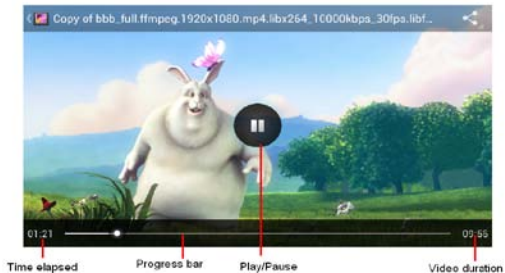 Copy of bbb_full.ffmpeg.1920x1080.mp4.libx264_10000kbps_30fps.libf...
01:21
09:55
Time elapsed
Progress bar
Play/Pause
Video duration